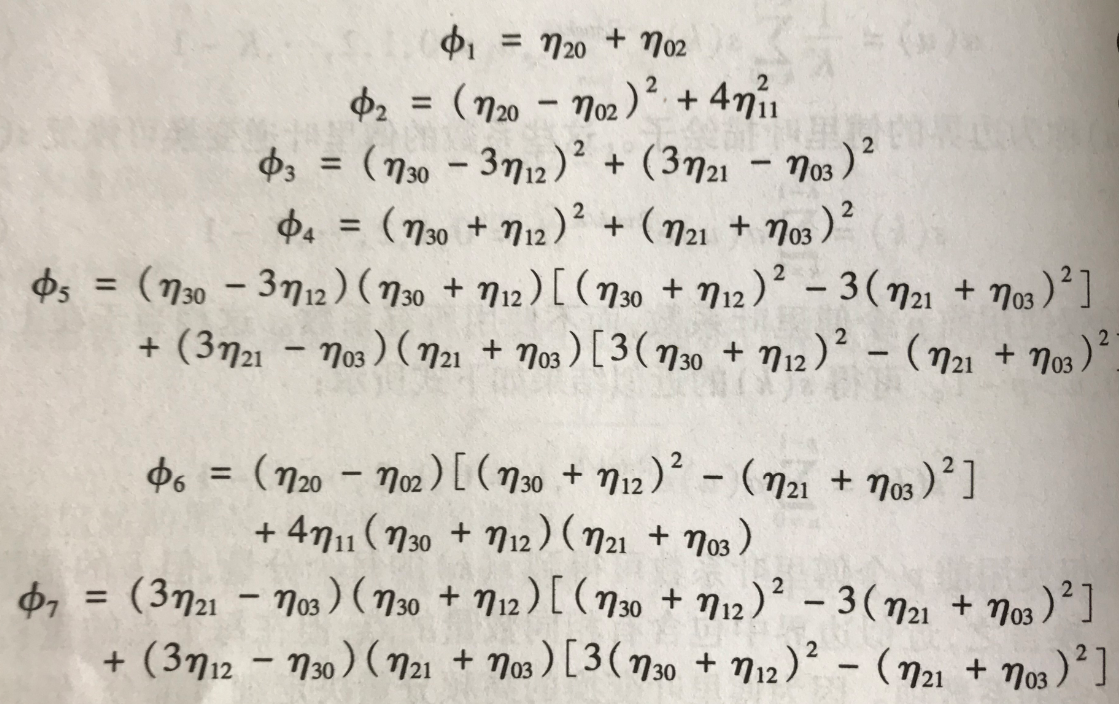 ϕ₁ = η₂₀ + η₀₂
ϕ₂ = (η₂₀ − η₀₂)² + 4η₁₁²
ϕ₃ = (η₃₀ − 3η₁₂)² + (3η₂₁ − η₀₃)²
ϕ₄ = (η₃₀ + η₁₂)² + (η₂₁ + η₀₃)²
ϕ₅ = (η₃₀ − 3η₁₂)(η₃₀ + η₁₂)[(η₃₀ + η₁₂)² − 3(η₂₁ + η₀₃)²]
+ (3η₂₁ − η₀₃)(η₂₁ + η₀₃)[3(η₃₀ + η₁₂)² − (η₂₁ + η₀₃)²]
ϕ₆ = (η₂₀ − η₀₂)[(η₃₀ + η₁₂)² − (η₂₁ + η₀₃)²]
+ 4η₁₁(η₃₀ + η₁₂)(η₂₁ + η₀₃)
ϕ₇ = (3η₂₁ − η₀₃)(η₃₀ + η₁₂)[(η₃₀ + η₁₂)² − 3(η₂₁ + η₀₃)²]
+ (3η₁₂ − η₃₀)(η₂₁ + η₀₃)[3(η₃₀ + η₁₂)² − (η₂₁ + η₀₃)²]